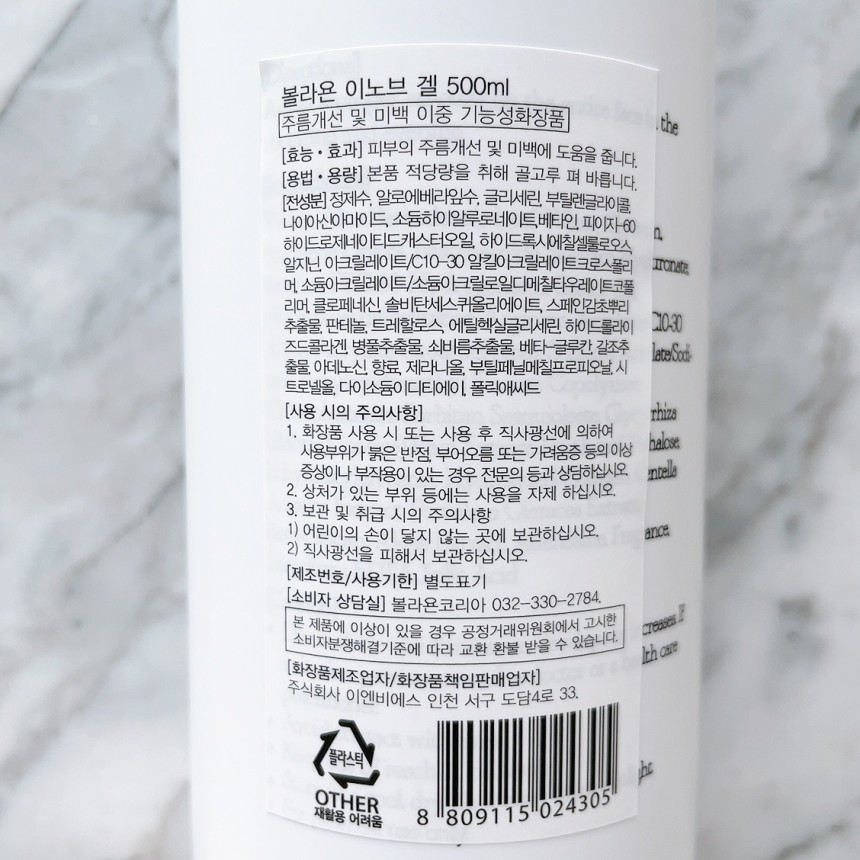 볼라욘 이노브 겔 500ml
주름개선 및 미백 이중 기능성화장품
[효능·효과] 피부의 주름개선 및 미백에 도움을 줍니다.
[용법·용량] 본품 적당량을 취해 골고루 펴 바릅니다.
[전성분] 정제수, 알로에베라잎수, 글리세린, 부틸렌글라이콜,
나이아신아마이드, 소듐하이알루로네이트,베타인, 피이지-60
하이드로제네이티드캐스터오일, 하이드록시에칠셀룰로우스,
알지닌, 아크릴레이트/C10-30 알킬아크릴레이트크로스폴리
머, 소듐아크릴레이트/소듐아크릴로일디메칠타우레이트코폴
리머, 클로페네신, 솔비탄세스퀴올리에이트, 스페인감초뿌리
추출물, 판테놀, 트레할로스, 에틸헥실글리세린, 하이드롤라이
즈드콜라겐, 병풀추출물, 쇠비름추출물, 베타-글루칸, 갈조추
출물, 아데노신, 향료, 제라니올, 부틸페닐메칠프로피오날, 시
트로넬올, 다이소듐이디티에이, 폴릭애씨드
[사용 시의 주의사항]
1. 화장품 사용 시 또는 사용 후 직사광선에 의하여
사용부위가 붉은 반점, 부어오름 또는 가려움증 등의 이상
증상이나 부작용이 있는 경우 전문의 등과 상담하십시오.
2. 상처가 있는 부위 등에는 사용을 자제 하십시오.
3. 보관 및 취급 시의 주의사항
1) 어린이의 손이 닿지 않는 곳에 보관하십시오.
2) 직사광선을 피해서 보관하십시오.
[제조번호/사용기한] 별도표기
[소비자 상담실] 볼라욘코리아 032-330-2784.
본 제품에 이상이 있을 경우 공정거래위원회에서 고시한
소비자분쟁해결기준에 따라 교환 환불 받을 수 있습니다.
[화장품제조업자/화장품책임판매업자]
주식회사 이엔비에스 인천 서구 도담4로 33.
플라스틱
OTHER
재활용 어려움
8 809115 024305
the
C10-30
health care